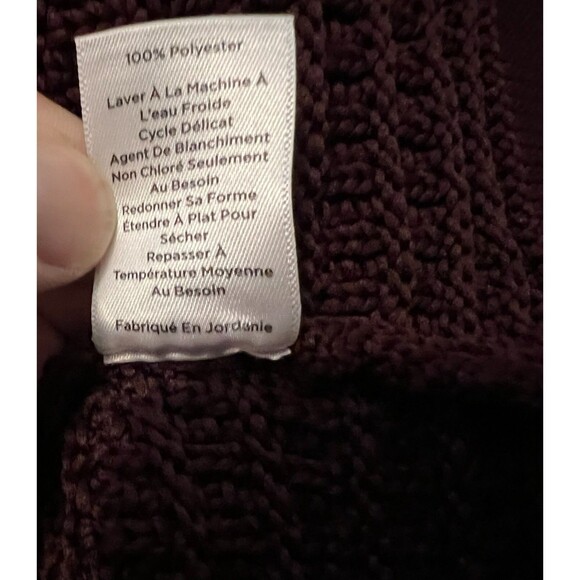 100% Polyester
Laver À La Machine À
L'eau Froide
Cycle Délicat
Agent De Blanchiment
Non Chloré Seulement
Au Besoin
Redonner Sa Forme
Étendre À Plat Pour
Sécher
Repasser À
Température Moyenne
Au Besoin
Fabriqué En Jordanie